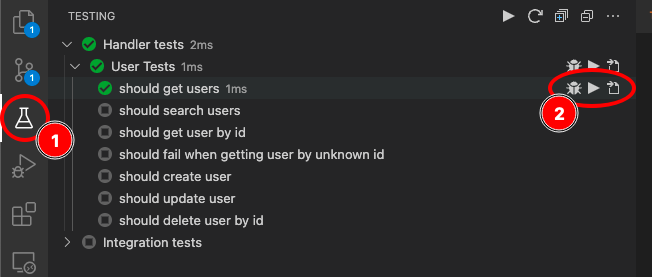 TESTING
1
Handler tests 2ms
User Tests 1ms
should get users 1ms
should search users
should get user by id
should fail when getting user by unknown id
should create user
should update user
should delete user by id
Integration tests
1
1
2